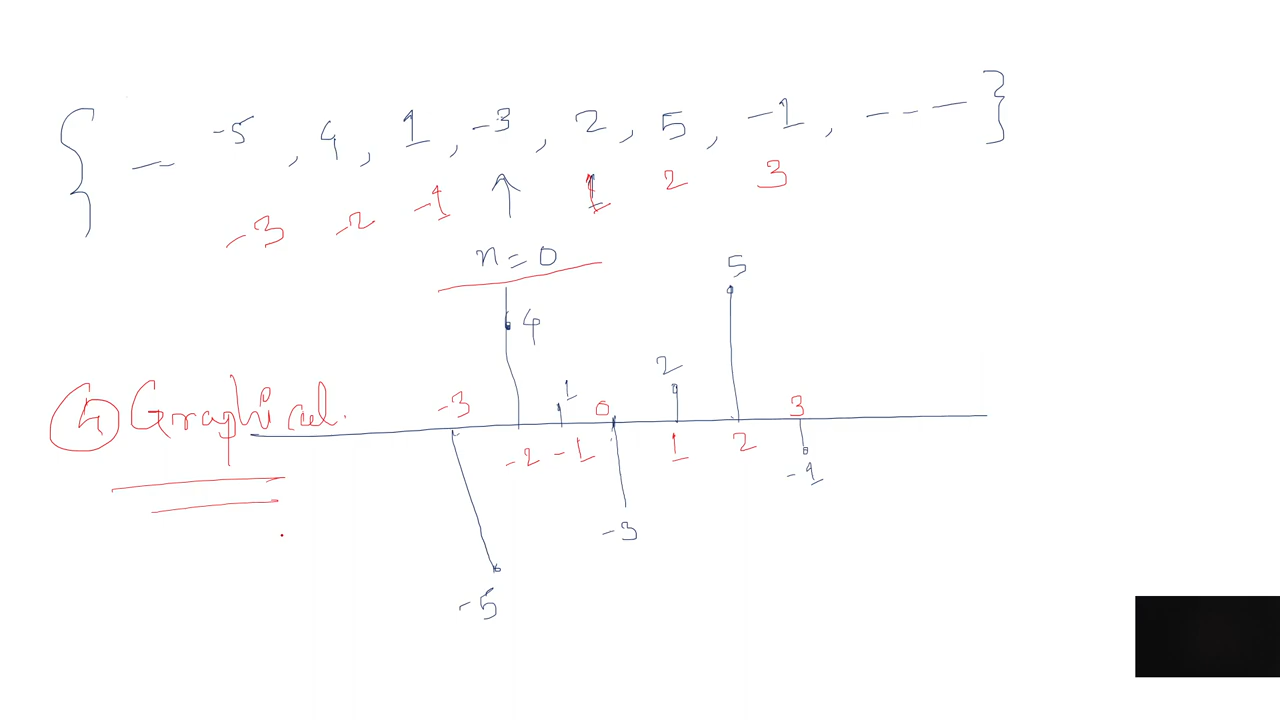 { -- -5 , 4 , 1 , -3 , 2 , 5 , -1 , --- }
-3 -2 -1 ↑ 1 2 3
n=0
5
4
2
1
④ Graphical.
-3 0 3
-2 -1 1 2
-1
-3
-5